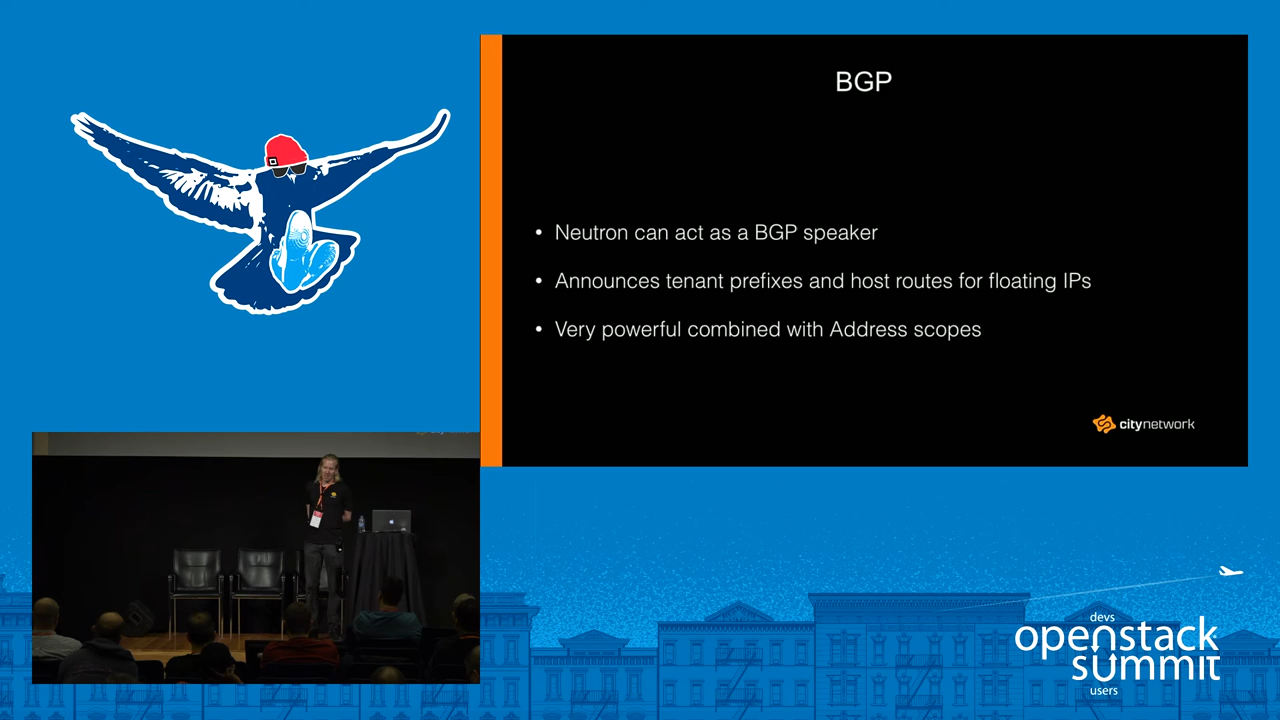 BGP
• Neutron can act as a BGP speaker
• Announces tenant prefixes and host routes for floating IPs
• Very powerful combined with Address scopes
citynetwork
devs
openstack
summit
users